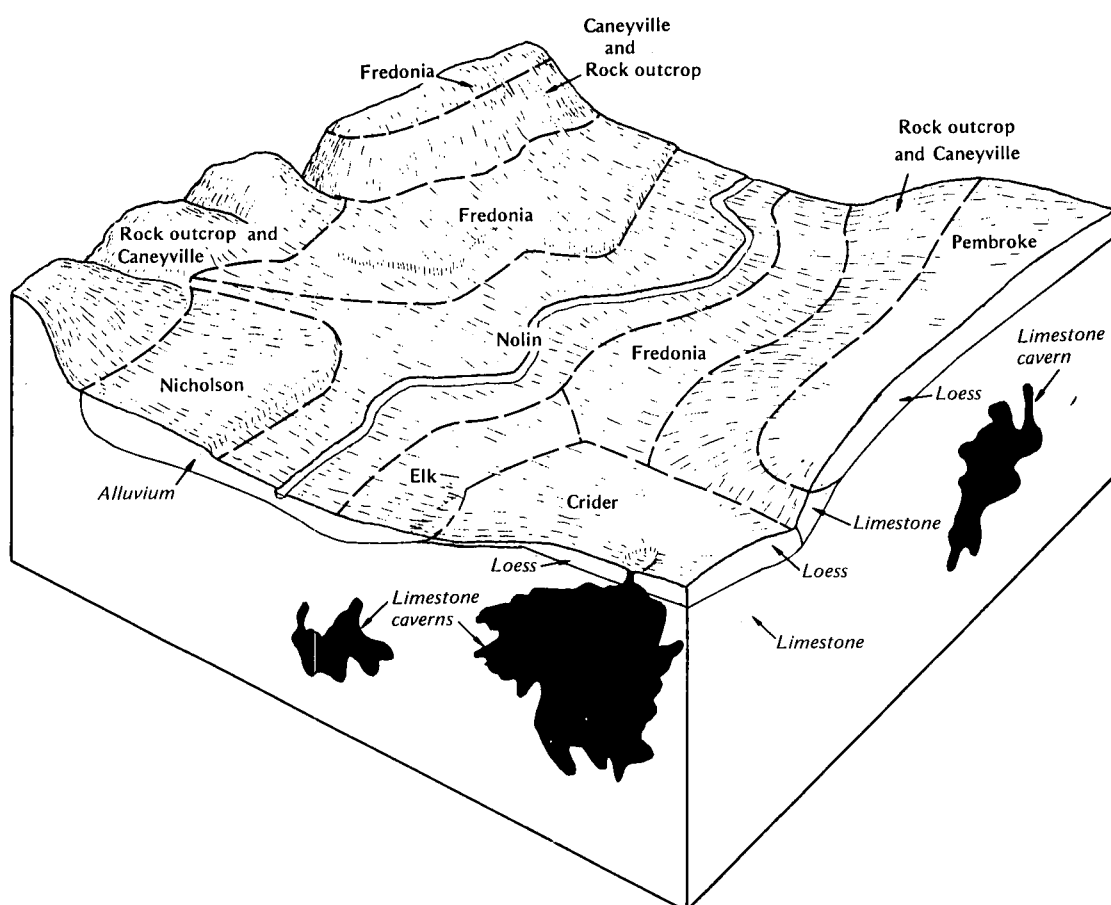 Caneyville
and
Rock outcrop
Fredonia
Rock outcrop
and Caneyville
Fredonia
Pembroke
Rock outcrop and
Caneyville
Nolin
Fredonia
Limestone
cavern
Nicholson
Loess
Alluvium
Elk
Crider
Limestone
Loess
Loess
Limestone
caverns
Limestone